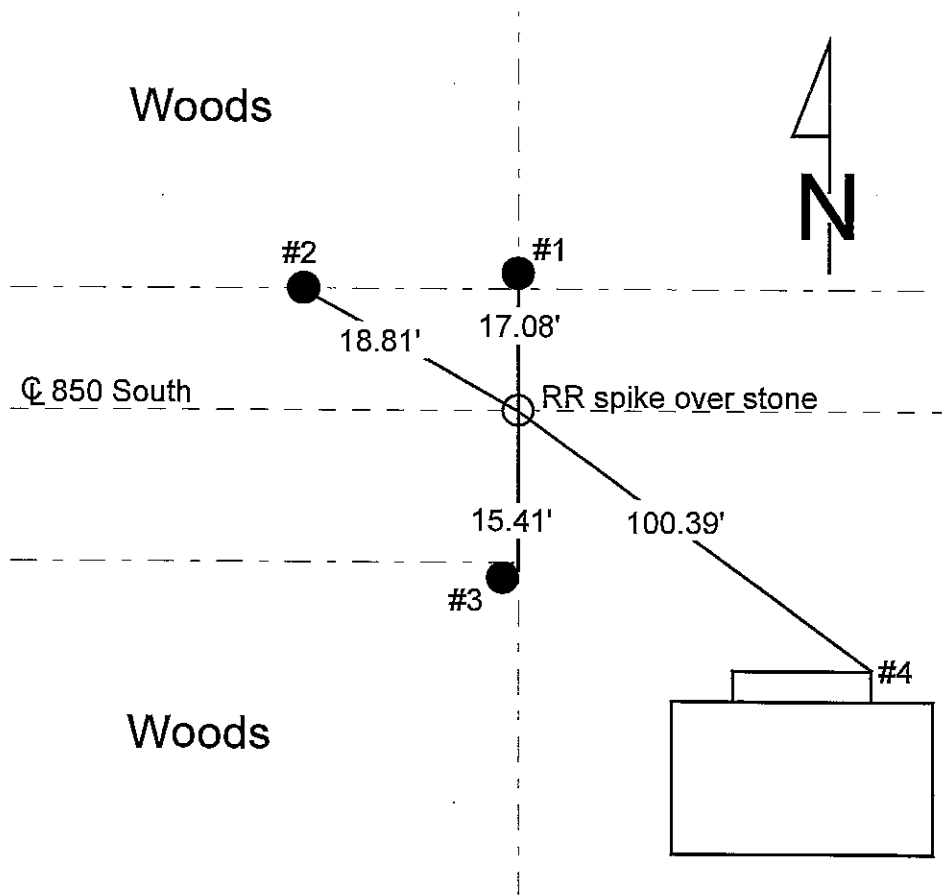 Woods
N
#2
#1
18.81'
17.08'
℄ 850 South
RR spike over stone
15.41'
100.39'
#3
#4
Woods